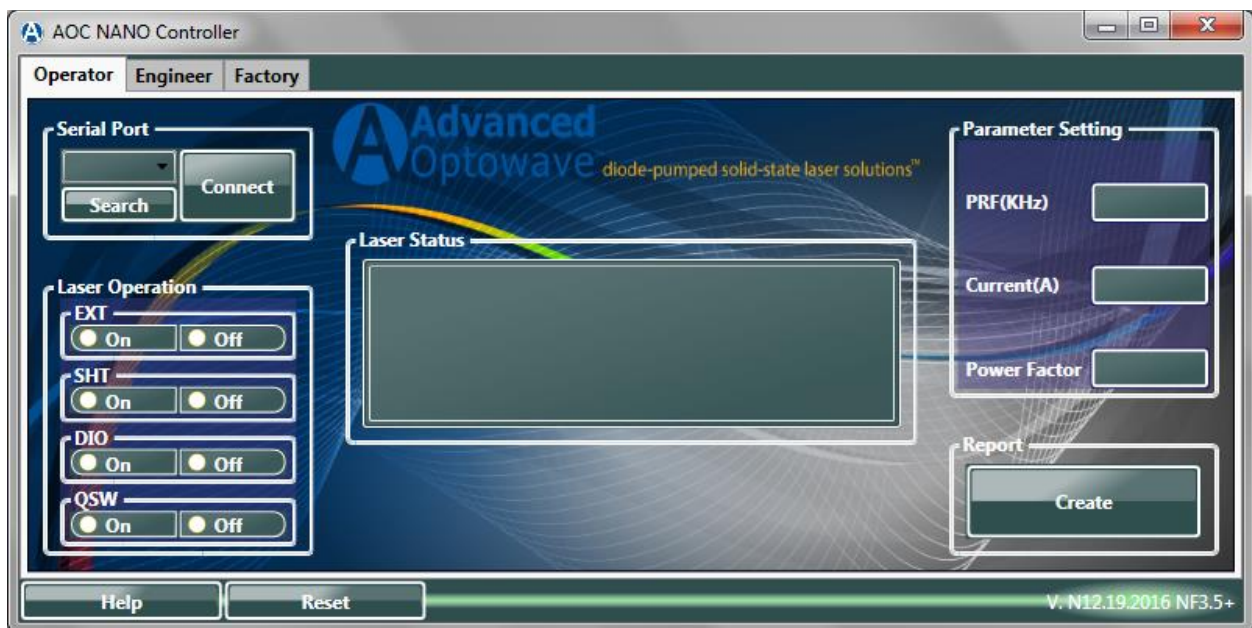 AOC NANO Controller
Operator Engineer Factory
Serial Port
Connect
Search
Advanced
Optowave diode-pumped solid-state laser solutions™
Laser Operation
EXT
On Off
SHT
On Off
DIO
On Off
QSW
On Off
Laser Status
Parameter Setting
PRF(KHz)
Current(A)
Power Factor
Report
Create
Help Reset V. N12.19.2016 NF3.5+